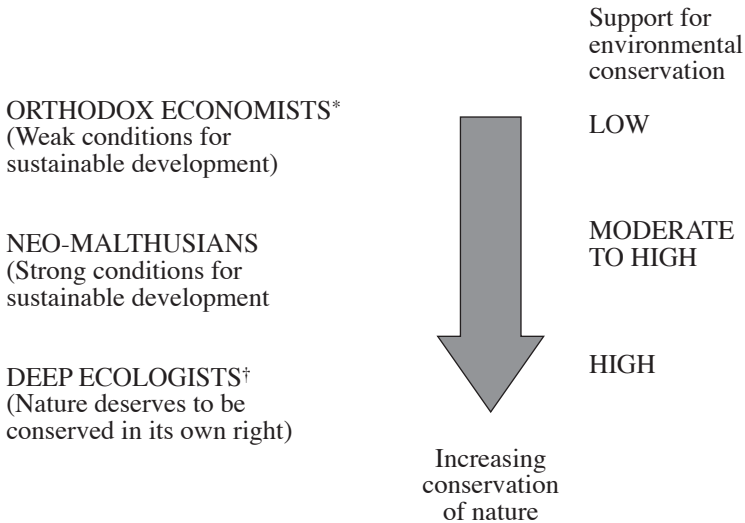 Support for
environmental
conservation
ORTHODOX ECONOMISTS*
(Weak conditions for
sustainable development)
LOW
NEO-MALTHUSIANS
(Strong conditions for
sustainable development
MODERATE
TO HIGH
DEEP ECOLOGISTS†
(Nature deserves to be
conserved in its own right)
HIGH
Increasing
conservation
of nature